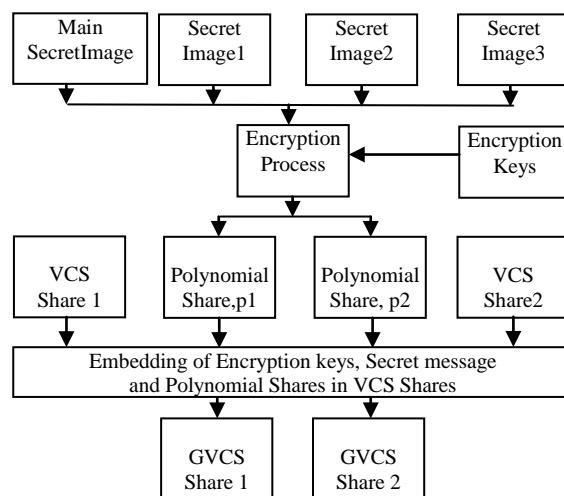 Main
SecretImage
Secret
Image1
Secret
Image2
Secret
Image3
Encryption
Process
Encryption
Keys
VCS
Share 1
Polynomial
Share,p1
Polynomial
Share, p2
VCS
Share2
Embedding of Encryption keys, Secret message
and Polynomial Shares in VCS Shares
GVCS
Share 1
GVCS
Share 2